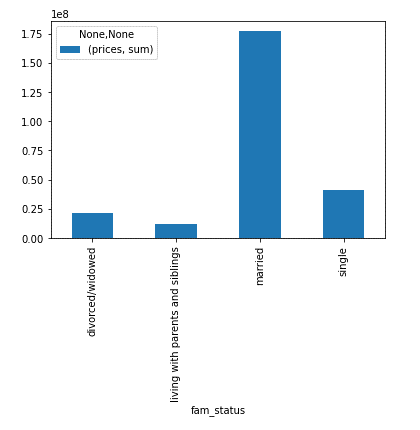 1e8
None,None
(prices, sum)
1.75
1.50
1.25
1.00
0.75
0.50
0.25
0.00
divorced/widowed
living with parents and siblings
married
single
fam_status